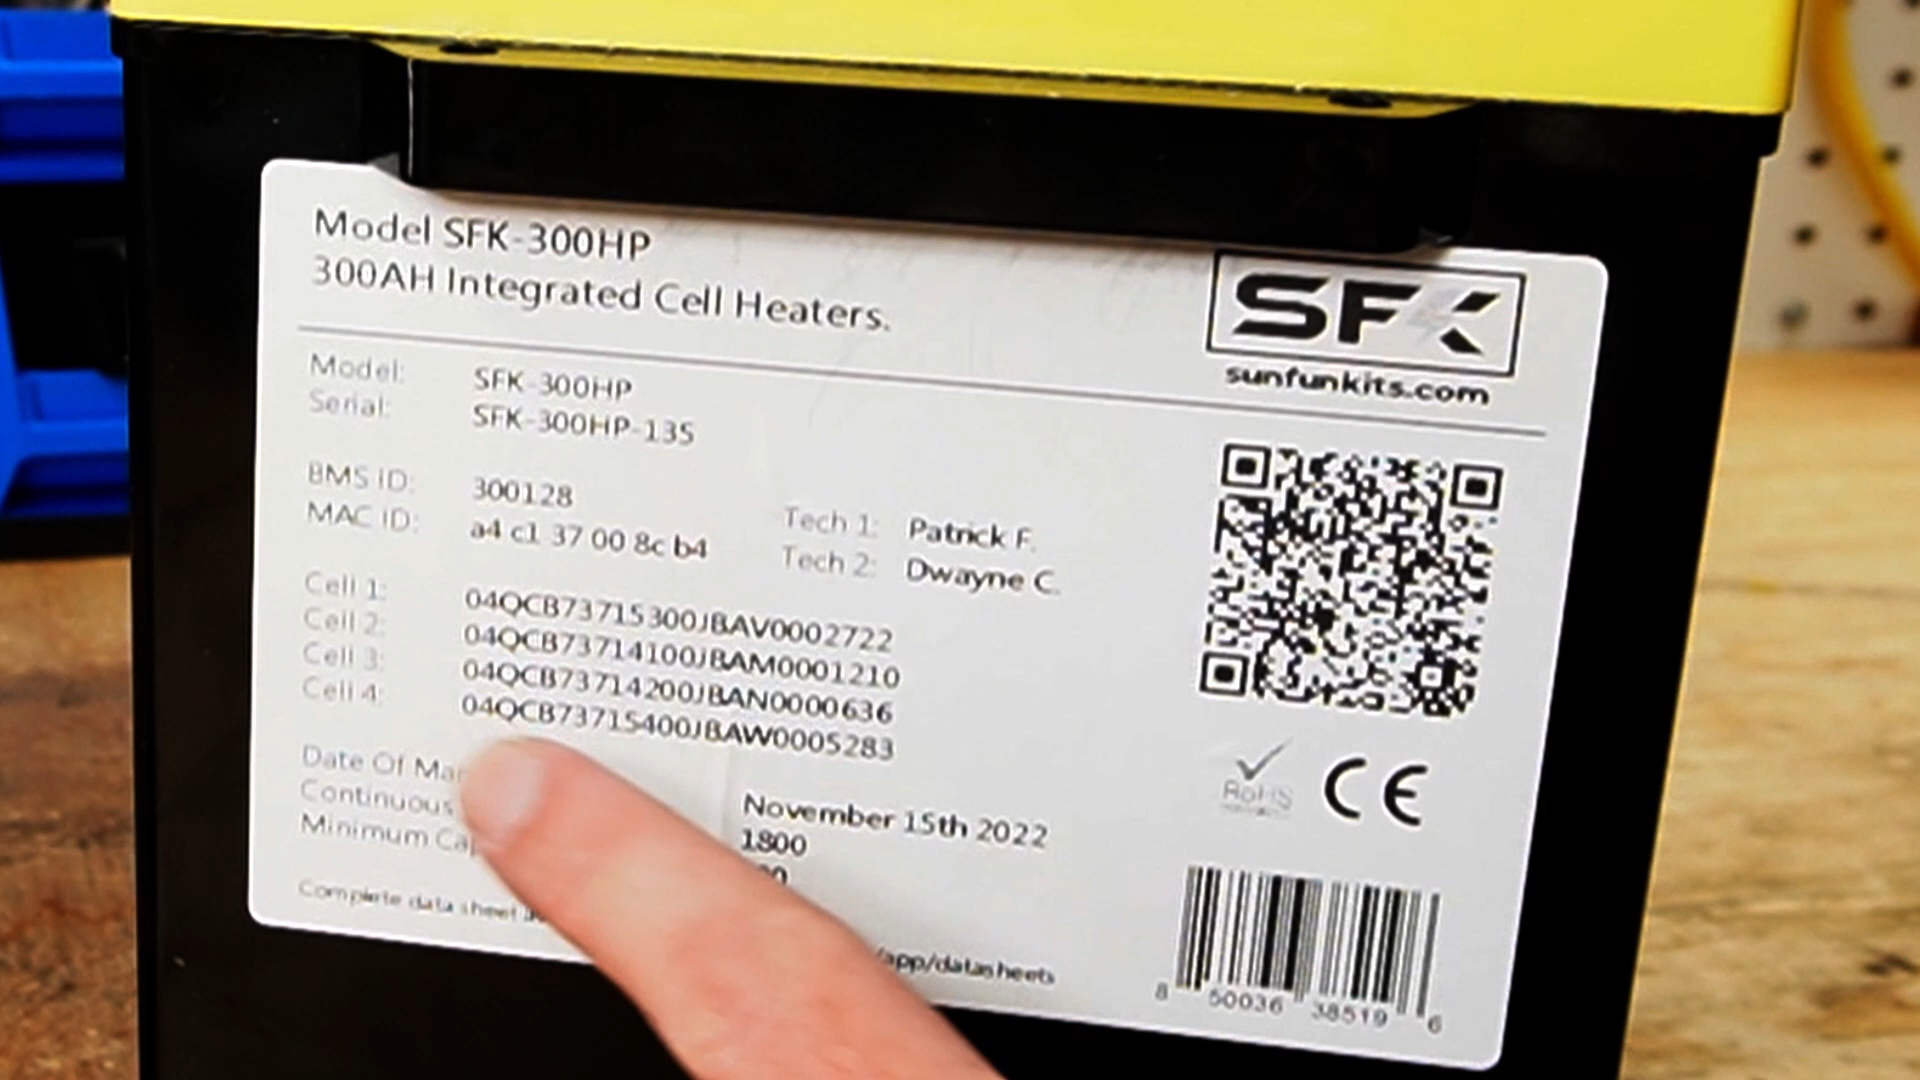 Model SFK-300HP
300AH Integrated Cell Heaters.
SFK
sunfunkits.com
Model: SFK-300HP
Serial: SFK-300HP-135
BMS ID: 300128
MAC ID: a4 c1 37 00 8c b4
Tech 1: Patrick F.
Tech 2: Dwayne C.
Cell 1: 04QCB73715300JBAV0002722
Cell 2: 04QCB73714100JBAM0001210
Cell 3: 04QCB73714200JBAN0000636
Cell 4: 04QCB73715400JBAW0005283
Date Of November 15th 2022
Continuous 1800
Minimum
Complete data sheet /app/datasheets
RoHS
CE
8 50036 38519 6